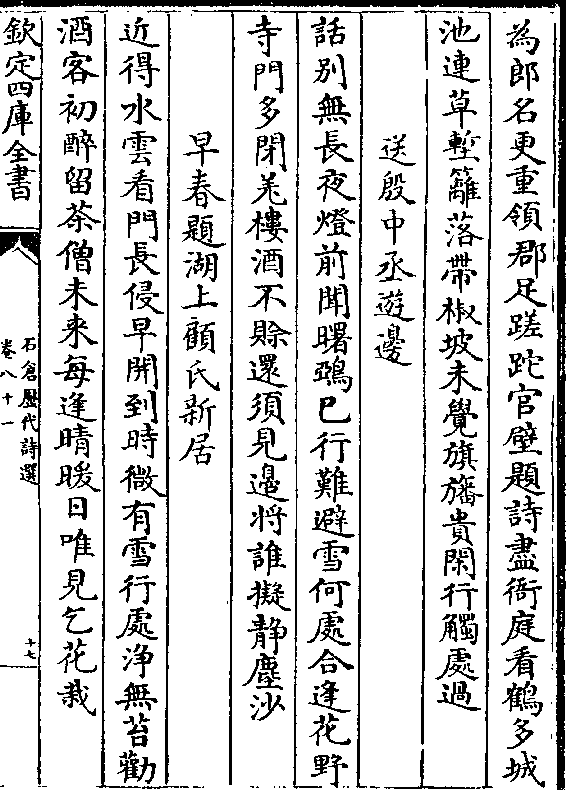 為郎名更重領郡足蹉跎官壁題詩盡衙庭看鶴多城
池連草塹籬落帶椒坡未覺旗旛貴閑行觸處過
送殷中丞遊邊
話別無長夜燈前聞曙鵶已行難避雪何處合逢花野
寺門多閉羌樓酒不賒還須見邉將誰擬静塵沙
早春題湖上顧氏新居
近得水雲看門長侵早開到時微有雪行處浄無苔勸
酒客初醉留茶僧未来每逢晴暖日唯見乞花栽
欽定四庫全書
石倉歴代詩選
卷八十一
十七